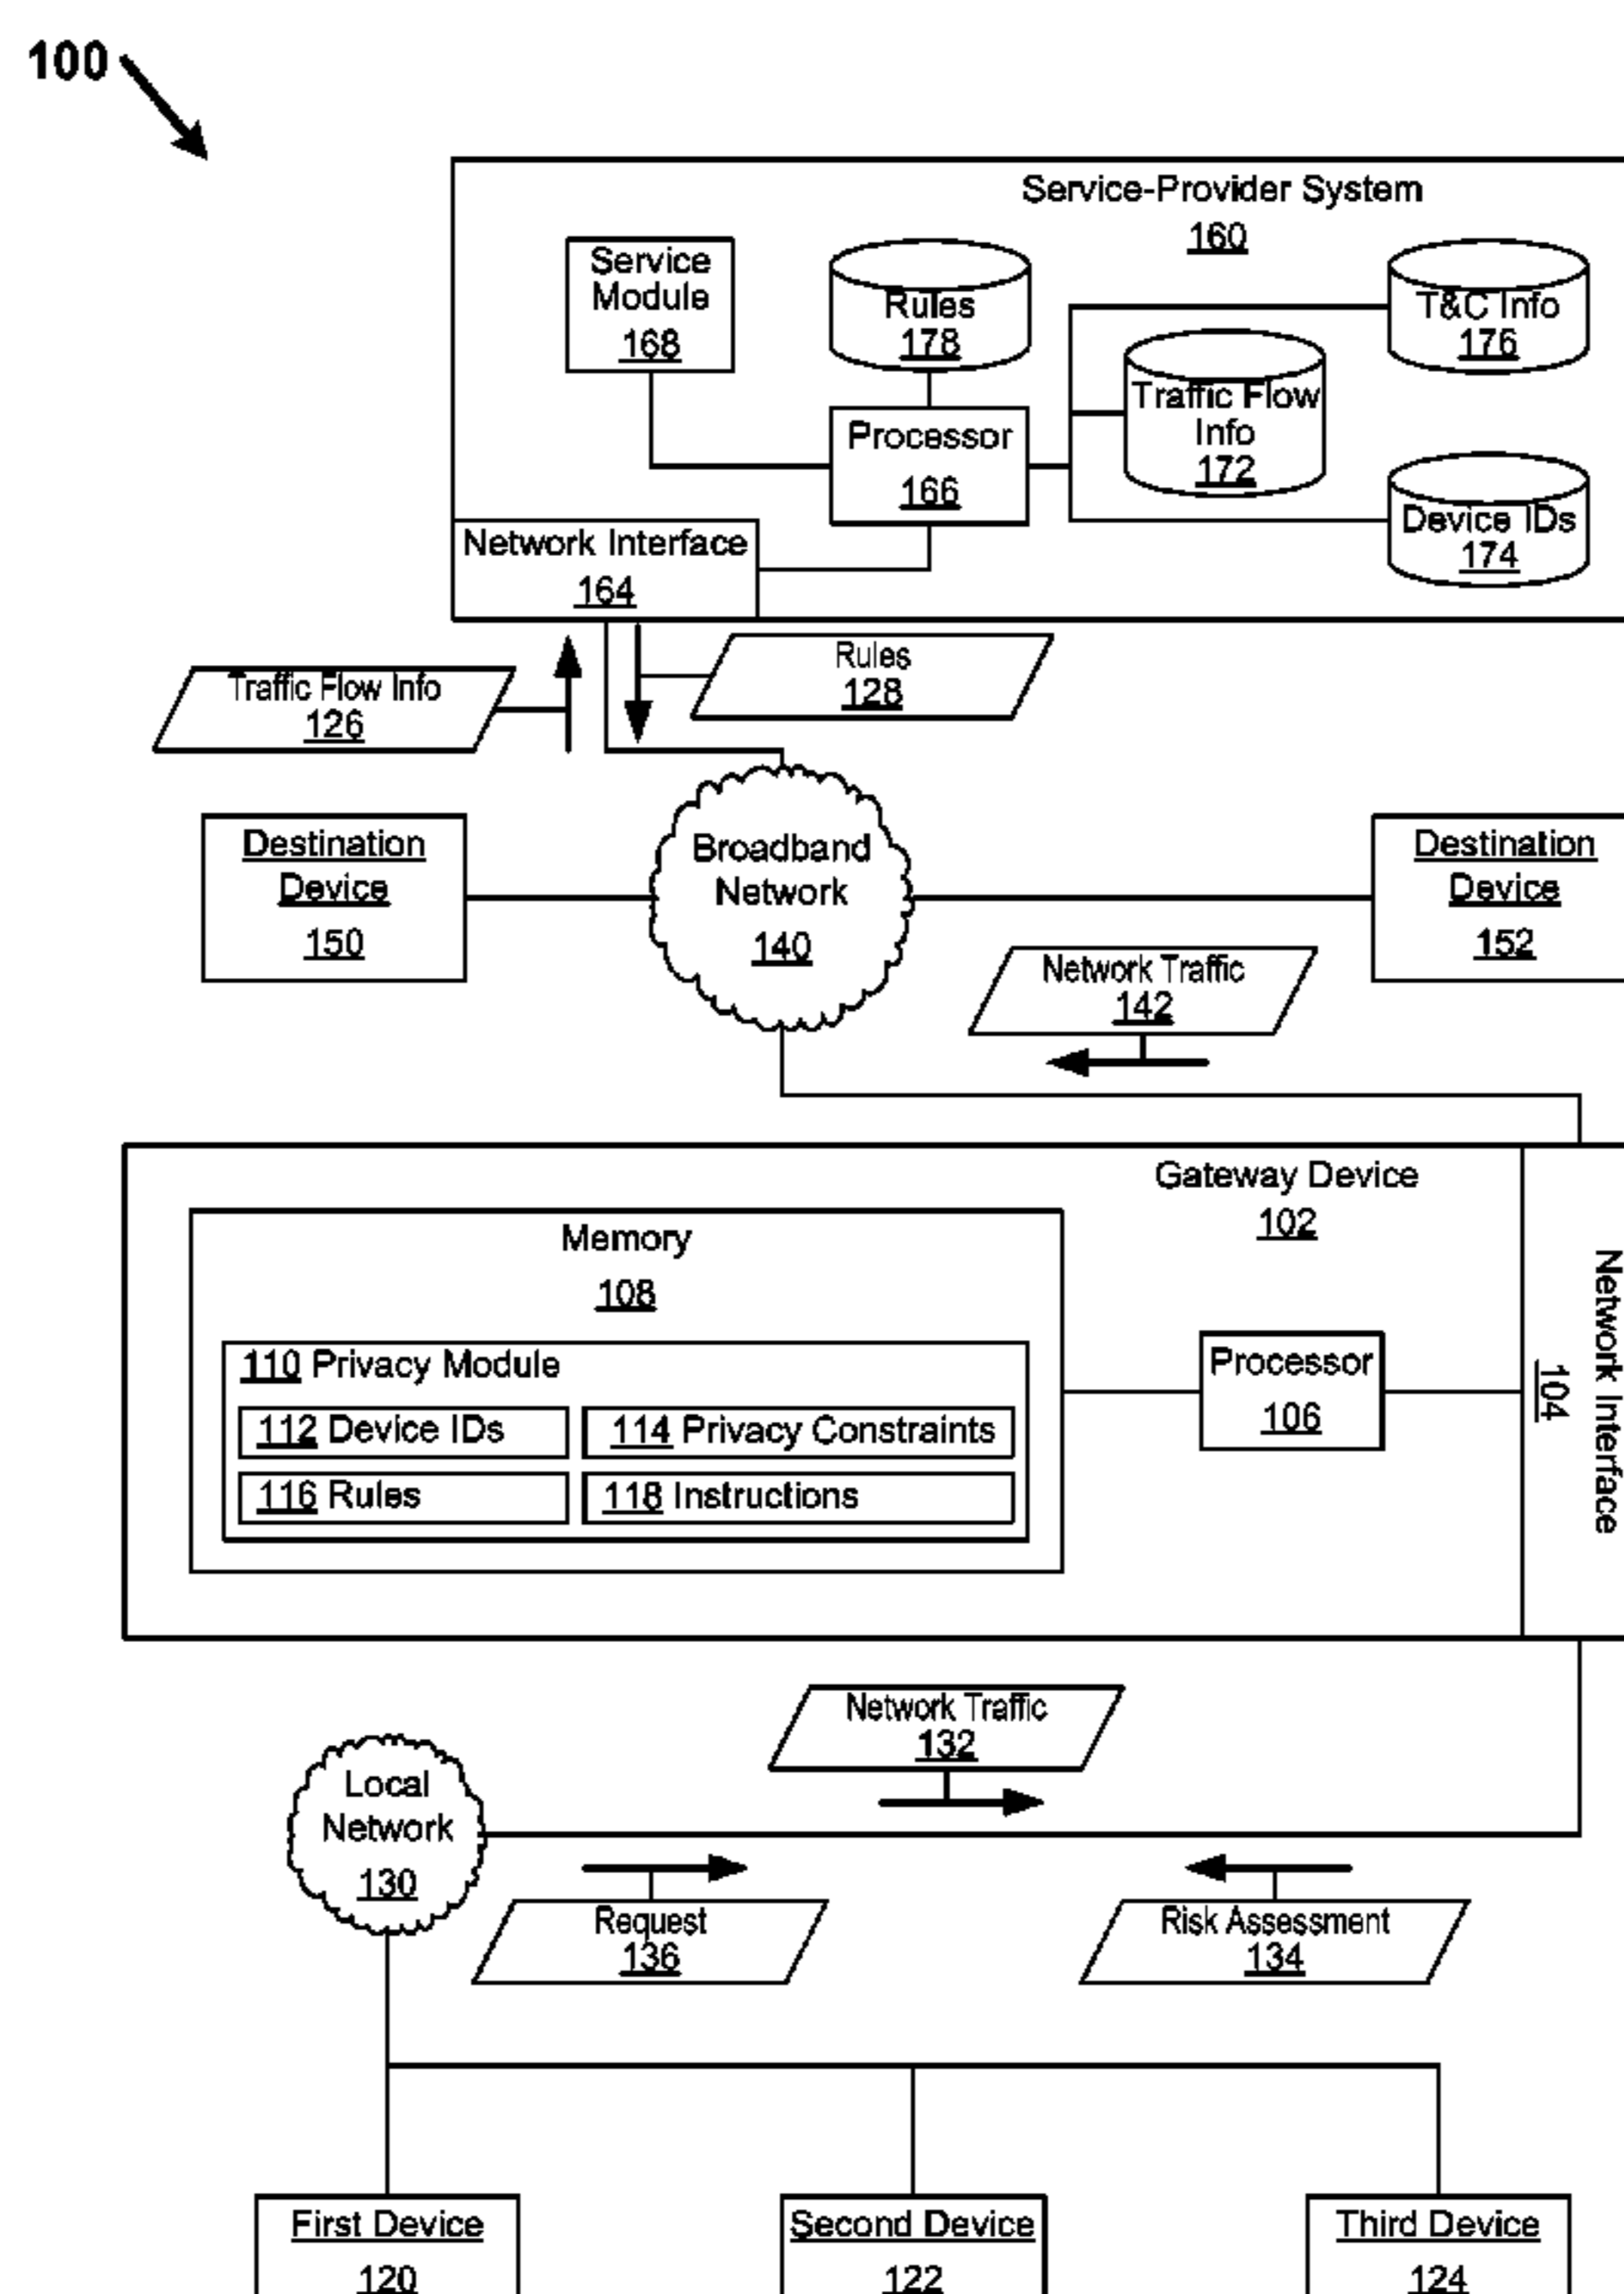 100
Service-Provider System
160
Service
Module
168
Rules
178
T&C Info
176
Traffic Flow
Info
172
Processor
166
Device IDs
174
Network Interface
164
Traffic Flow Info
126
Rules
128
Destination
Device
150
Broadband
Network
140
Destination
Device
152
Network Traffic
142
Gateway Device
102
Memory
108
110 Privacy Module
112 Device IDs
114 Privacy Constraints
116 Rules
118 Instructions
Processor
106
Network Interface
104
Network Traffic
132
Local
Network
130
Request
136
Risk Assessment
134
First Device
120
Second Device
122
Third Device
124